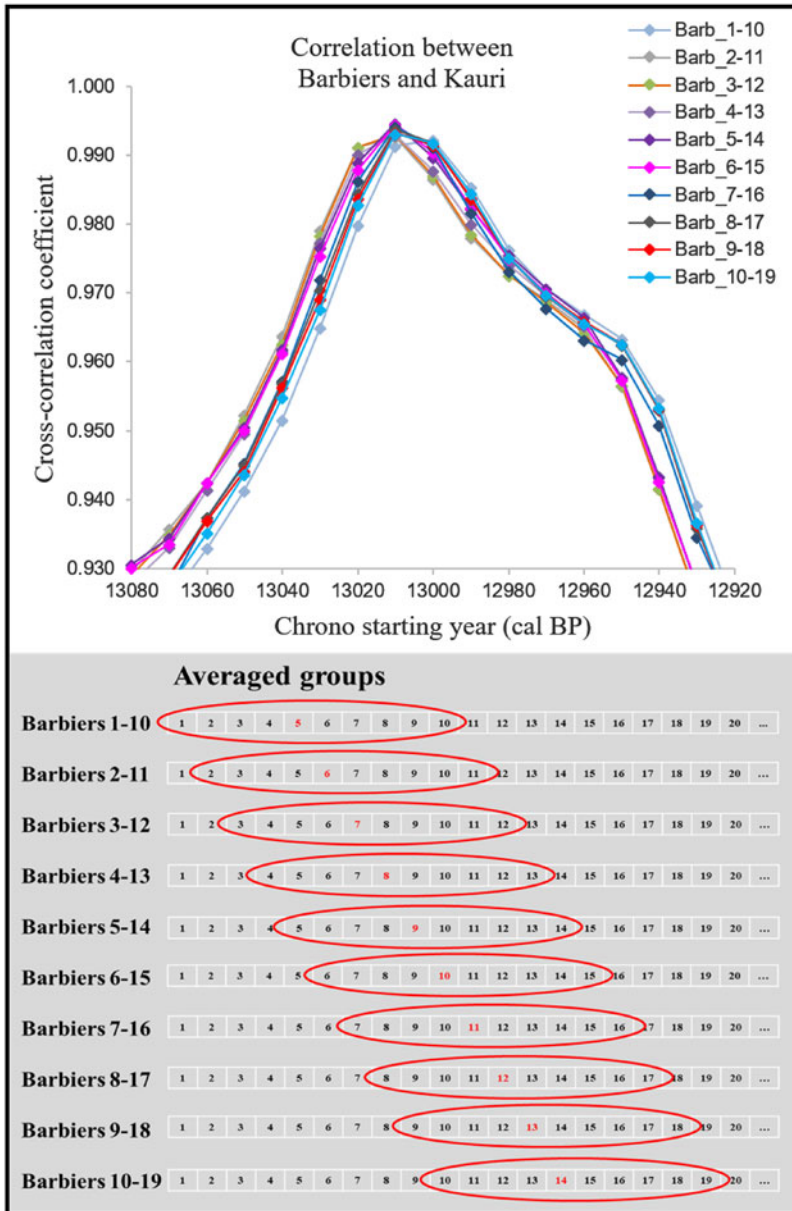 Correlation between
Barbiers and Kauri
Barb_1-10
Barb_2-11
Barb_3-12
Barb_4-13
Barb_5-14
Barb_6-15
Barb_7-16
Barb_8-17
Barb_9-18
Barb_10-19
Cross-correlation coefficient
1.000
0.990
0.980
0.970
0.960
0.950
0.940
0.930
13080 13060 13040 13020 13000 12980 12960 12940 12920
Chrono starting year (cal BP)
Averaged groups
Barbiers 1-10 1 2 3 4 5 6 7 8 9 10 11 12 13 14 15 16 17 18 19 20 ...
Barbiers 2-11 1 2 3 4 5 6 7 8 9 10 11 12 13 14 15 16 17 18 19 20 ...
Barbiers 3-12 1 2 3 4 5 6 7 8 9 10 11 12 13 14 15 16 17 18 19 20 ...
Barbiers 4-13 1 2 3 4 5 6 7 8 9 10 11 12 13 14 15 16 17 18 19 20 ...
Barbiers 5-14 1 2 3 4 5 6 7 8 9 10 11 12 13 14 15 16 17 18 19 20 ...
Barbiers 6-15 1 2 3 4 5 6 7 8 9 10 11 12 13 14 15 16 17 18 19 20 ...
Barbiers 7-16 1 2 3 4 5 6 7 8 9 10 11 12 13 14 15 16 17 18 19 20 ...
Barbiers 8-17 1 2 3 4 5 6 7 8 9 10 11 12 13 14 15 16 17 18 19 20 ...
Barbiers 9-18 1 2 3 4 5 6 7 8 9 10 11 12 13 14 15 16 17 18 19 20 ...
Barbiers 10-19 1 2 3 4 5 6 7 8 9 10 11 12 13 14 15 16 17 18 19 20 ...